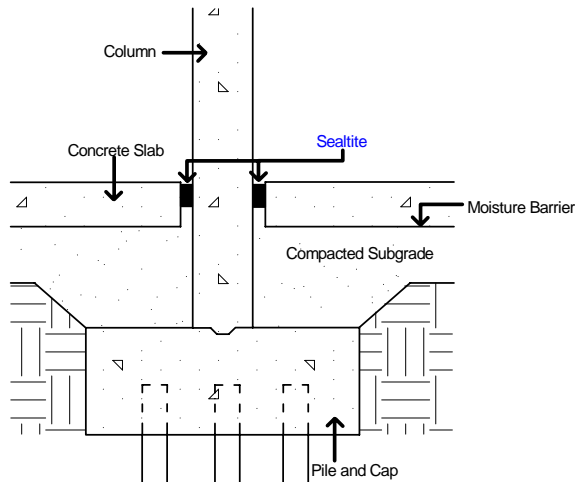 Column
Sealtite
Concrete Slab
Moisture Barrier
Compacted Subgrade
Pile and Cap